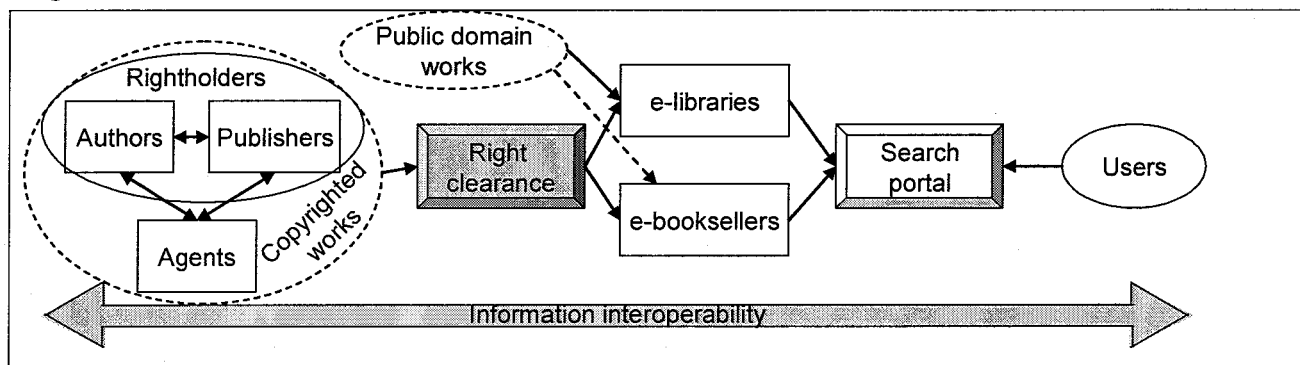 Rightholders
Authors
Publishers
Agents
Copyrighted
works
Public domain
works
Right
clearance
e-libraries
e-booksellers
Search
portal
Users
Information interoperability